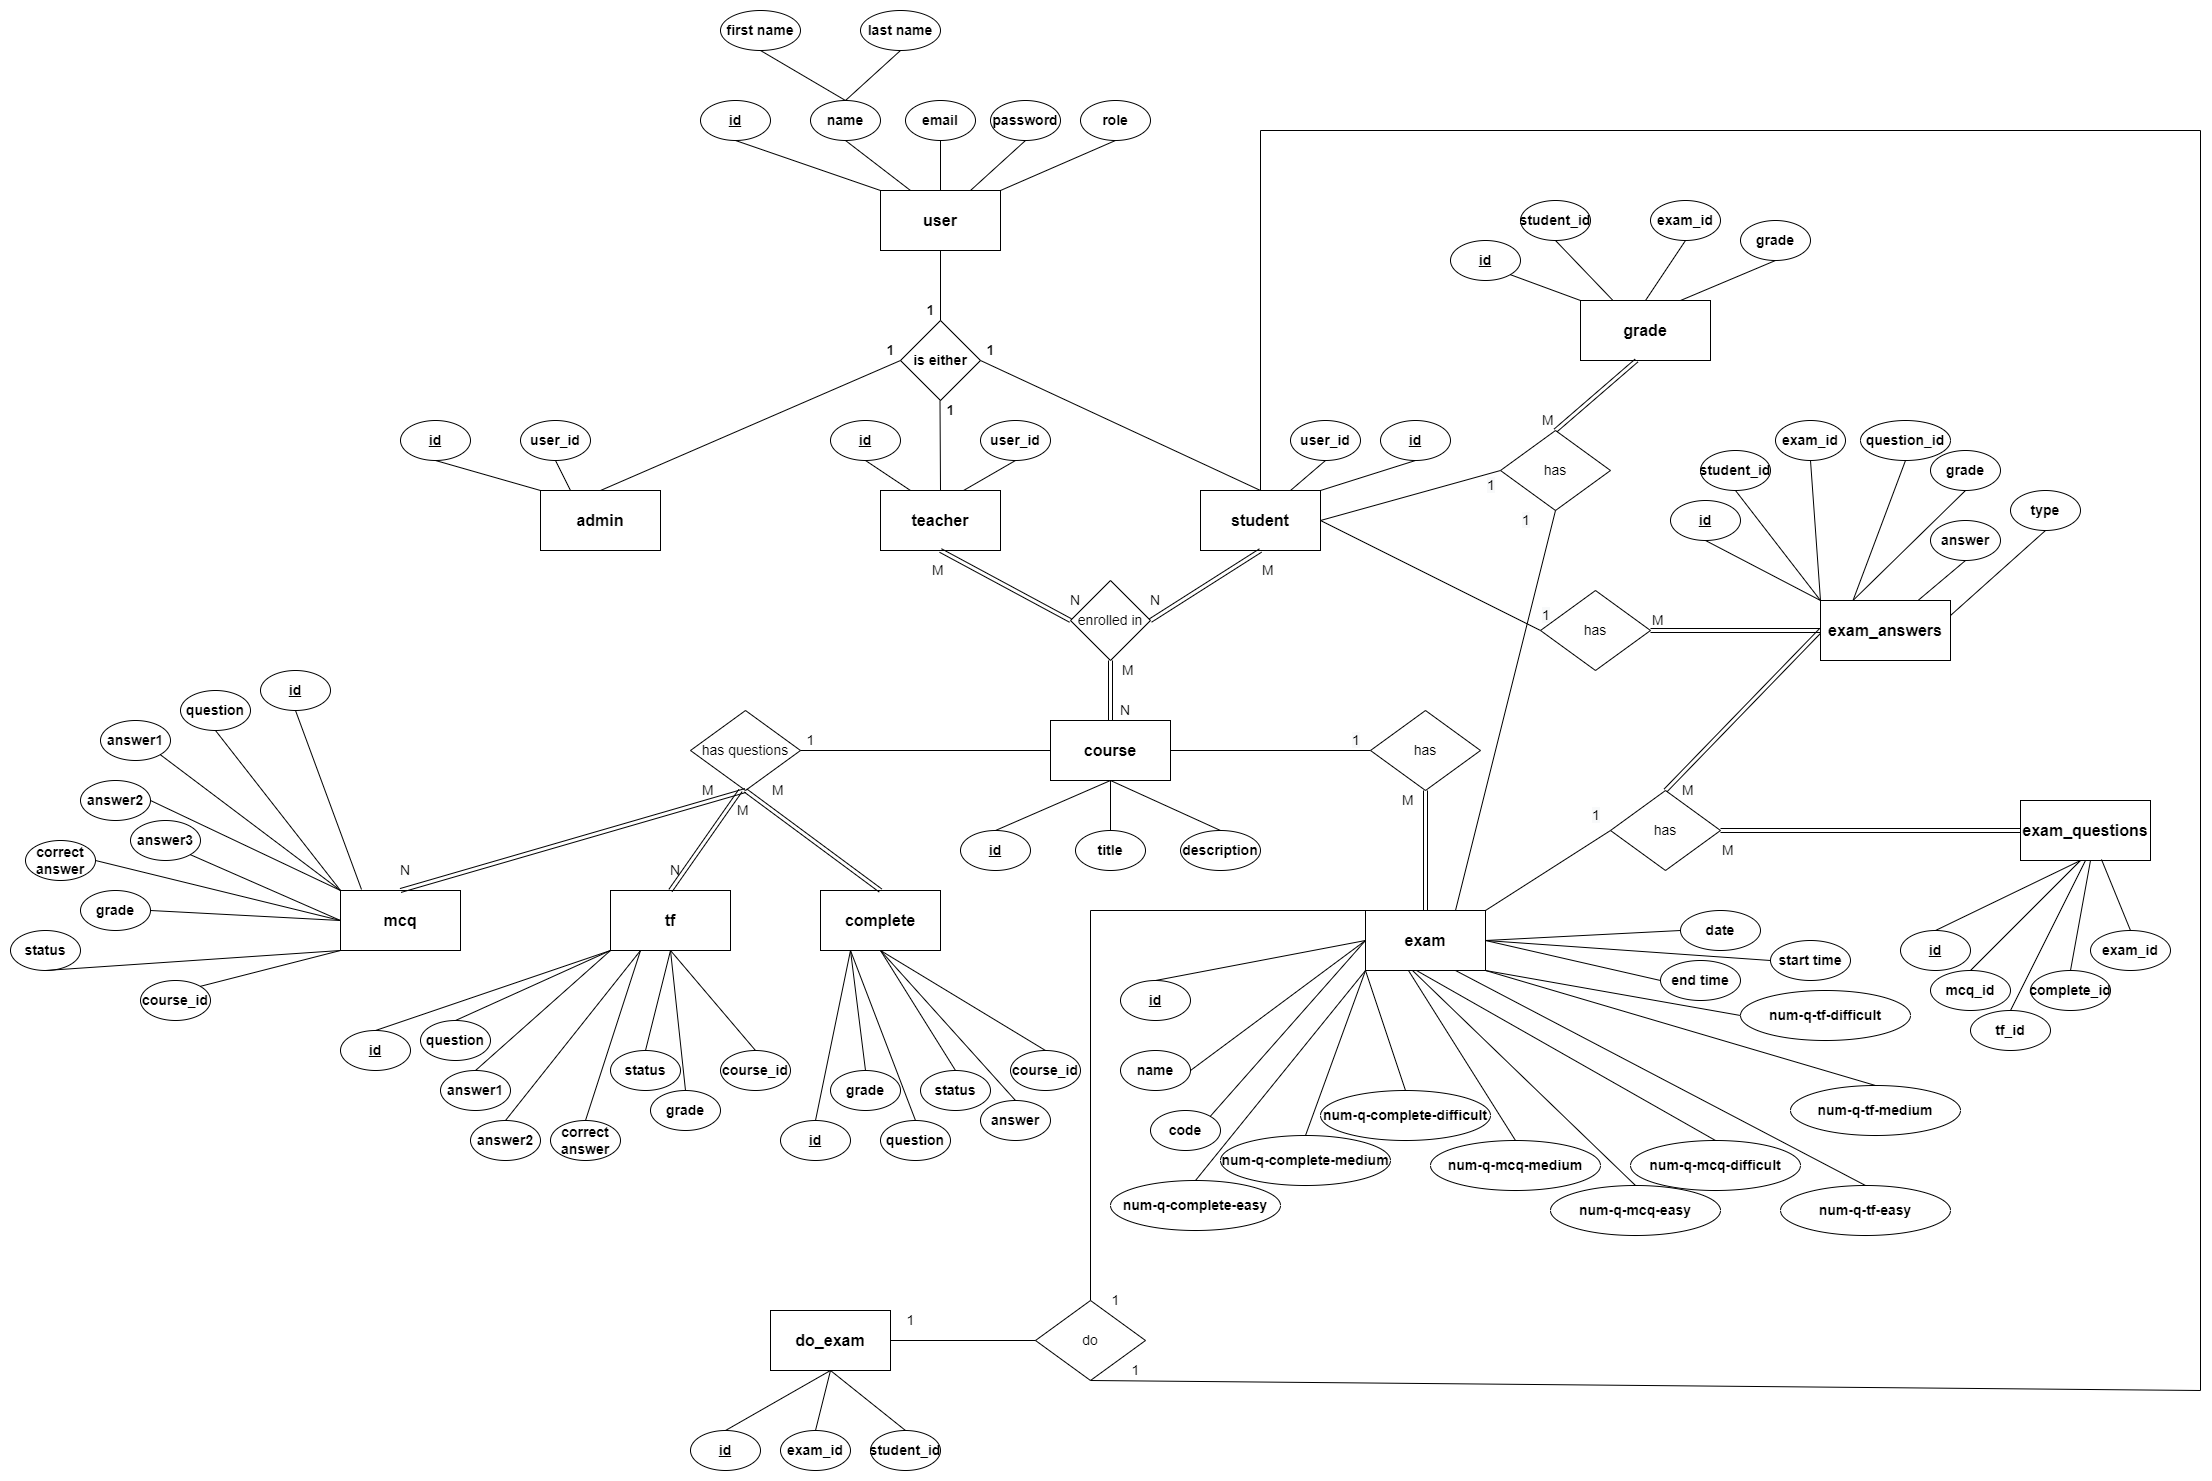 first name
last name
id
name
email
password
role
user
1
1
is either
1
1
id
user_id
admin
id
user_id
teacher
user_id
id
student
student_id
exam_id
grade
id
grade
M
has
1
1
exam_id
question_id
student_id
grade
id
answer
type
exam_answers
M
N
N
M
enrolled in
M
N
1
has
M
id
question
answer1
answer2
answer3
correct
answer
grade
status
course_id
mcq
has questions
1
M
M
M
N
N
course
id
title
description
1
has
M
1
has
M
M
exam_questions
id
mcq_id
tf_id
complete_id
exam_id
tf
id
question
answer1
answer2
correct
answer
status
grade
course_id
complete
id
grade
question
status
answer
course_id
exam
date
start time
end time
num-q-tf-difficult
id
name
code
num-q-tf-medium
num-q-complete-difficult
num-q-complete-medium
num-q-mcq-medium
num-q-mcq-difficult
num-q-complete-easy
num-q-mcq-easy
num-q-tf-easy
do_exam
1
do
1
1
id
exam_id
student_id